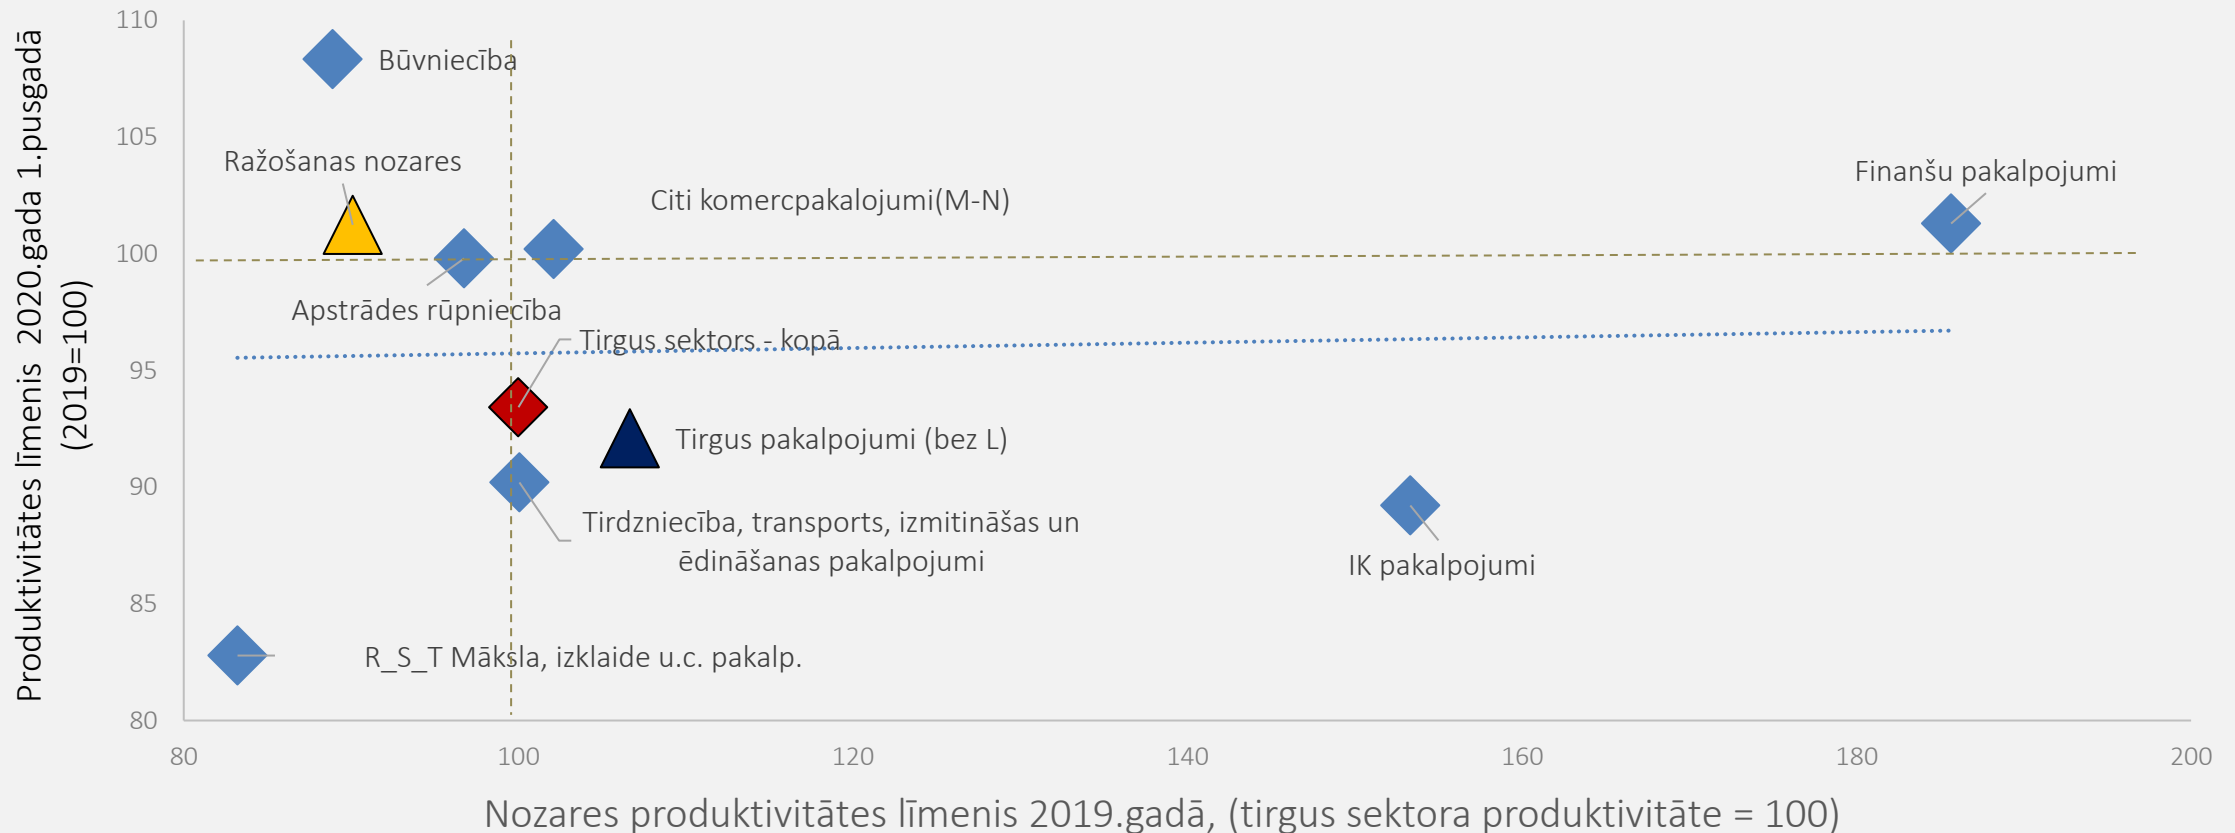 Produktivitātes līmenis 2020.gada 1.pusgadā
(2019=100)
110
105
100
95
90
85
80
Būvniecība
Ražošanas nozares
Citi komercpakalojumi(M-N)
Finanšu pakalpojumi
Apstrādes rūpniecība
Tirgus sektors - kopā
Tirgus pakalpojumi (bez L)
Tirdzniecība, transports, izmitināšas un
ēdināšanas pakalpojumi
IK pakalpojumi
R_S_T Māksla, izklaide u.c. pakalp.
80 100 120 140 160 180 200
Nozares produktivitātes līmenis 2019.gadā, (tirgus sektora produktivitāte = 100)